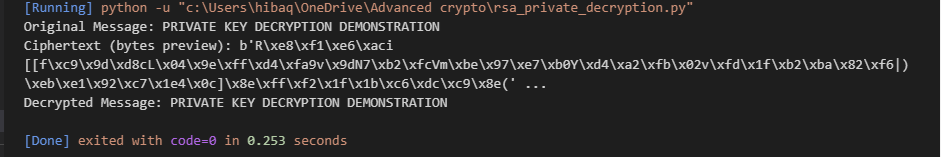 [Running] python -u "c:\Users\hibaq\OneDrive\Advanced crypto\rsa_private_decryption.py"
Original Message: PRIVATE KEY DECRYPTION DEMONSTRATION
Ciphertext (bytes preview): b'R\xe8\xf1\xe6\xaci
[[f\xc9\x9d\xd8cL\x04\x9e\xff\xd4\xfa9v\x9dN7\xb2\xfcVm\xbe\x97\xe7\xb0Y\xd4\xa2\xfb\x02v\xfd\x1f\xb2\xba\x82\xf6|)
\xeb\xe1\x92\xc7\x1e4\x0c]\x8e\xff\xf2\x1f\x1b\xc6\xdc\xc9\x8e(' ...
Decrypted Message: PRIVATE KEY DECRYPTION DEMONSTRATION
[Done] exited with code=0 in 0.253 seconds